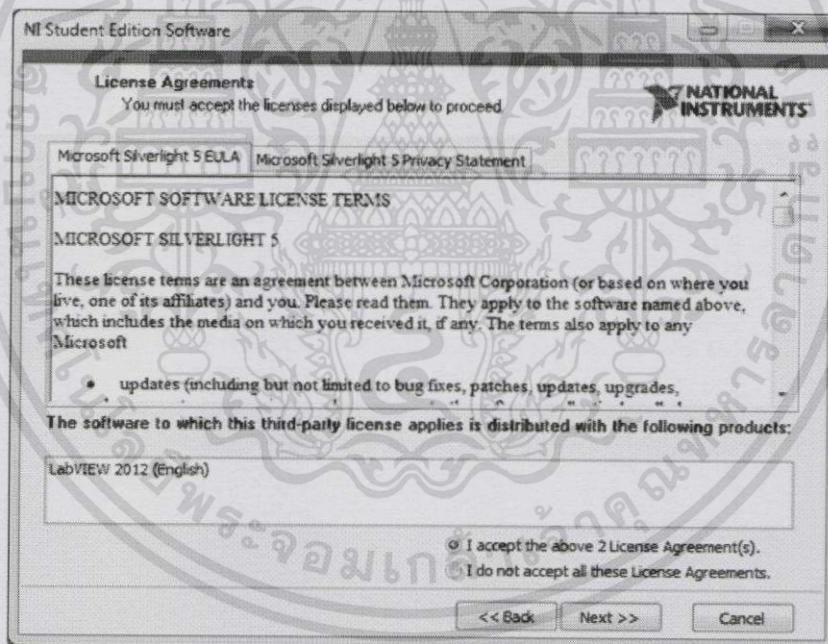 NI Student Edition Software
License Agreements
You must accept the licenses displayed below to proceed
NATIONAL
INSTRUMENTS
Microsoft Silverlight 5 EULA
Microsoft Silverlight 5 Privacy Statement
MICROSOFT SOFTWARE LICENSE TERMS
MICROSOFT SILVERLIGHT 5
These license terms are an agreement between Microsoft Corporation (or based on where you
live, one of its affiliates) and you. Please read them. They apply to the software named above,
which includes the media on which you received it, if any. The terms also apply to any
Microsoft
• updates (including but not limited to bug fixes, patches, updates, upgrades,
The software to which this third-party license applies is distributed with the following products:
LabVIEW 2012 (English)
I accept the above 2 License Agreement(s).
I do not accept all these License Agreements.
<< Back
Next >>
Cancel